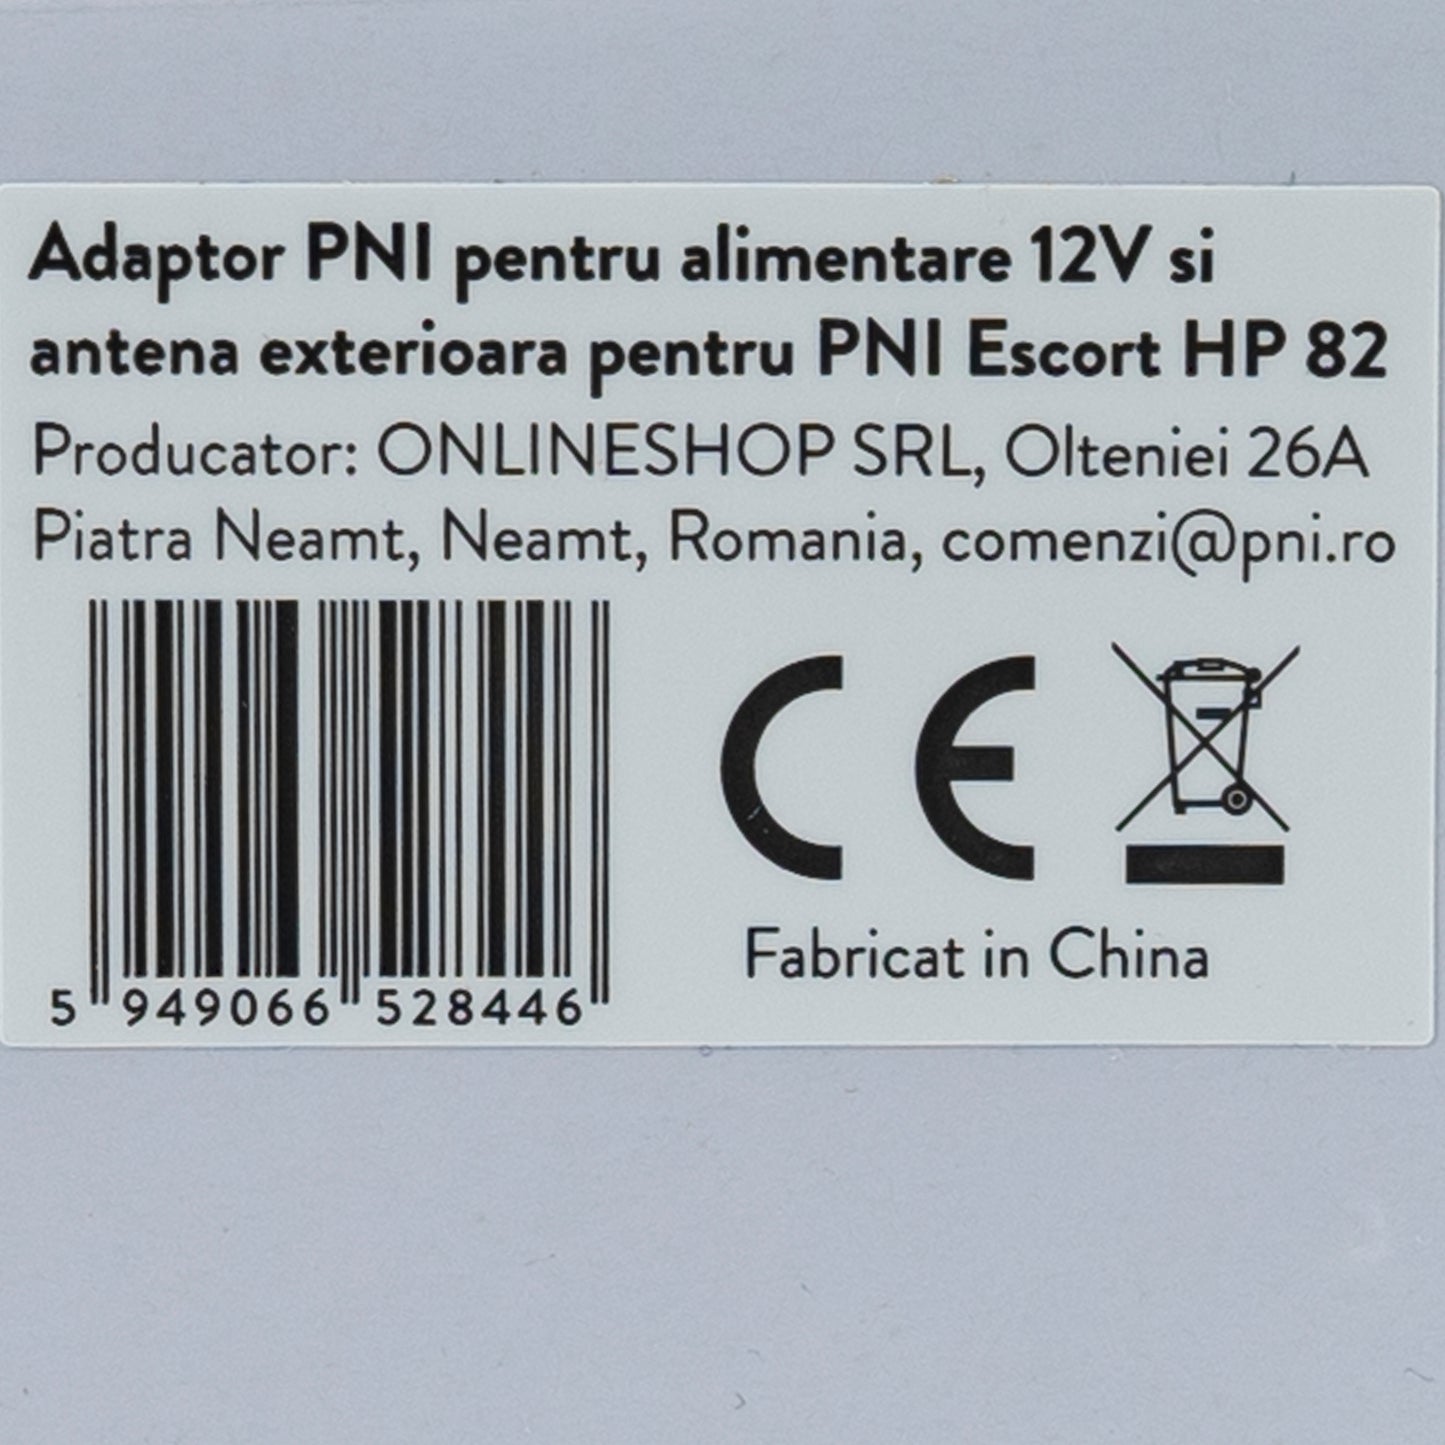 Adaptor PNI pentru alimentare 12V si
antena exterioara pentru PNI Escort HP 82
Producator: ONLINESHOP SRL, Olteniei 26A
Piatra Neamt, Neamt, Romania, comenzi@pni.ro
CE
Fabricat in China
5 949066 528446